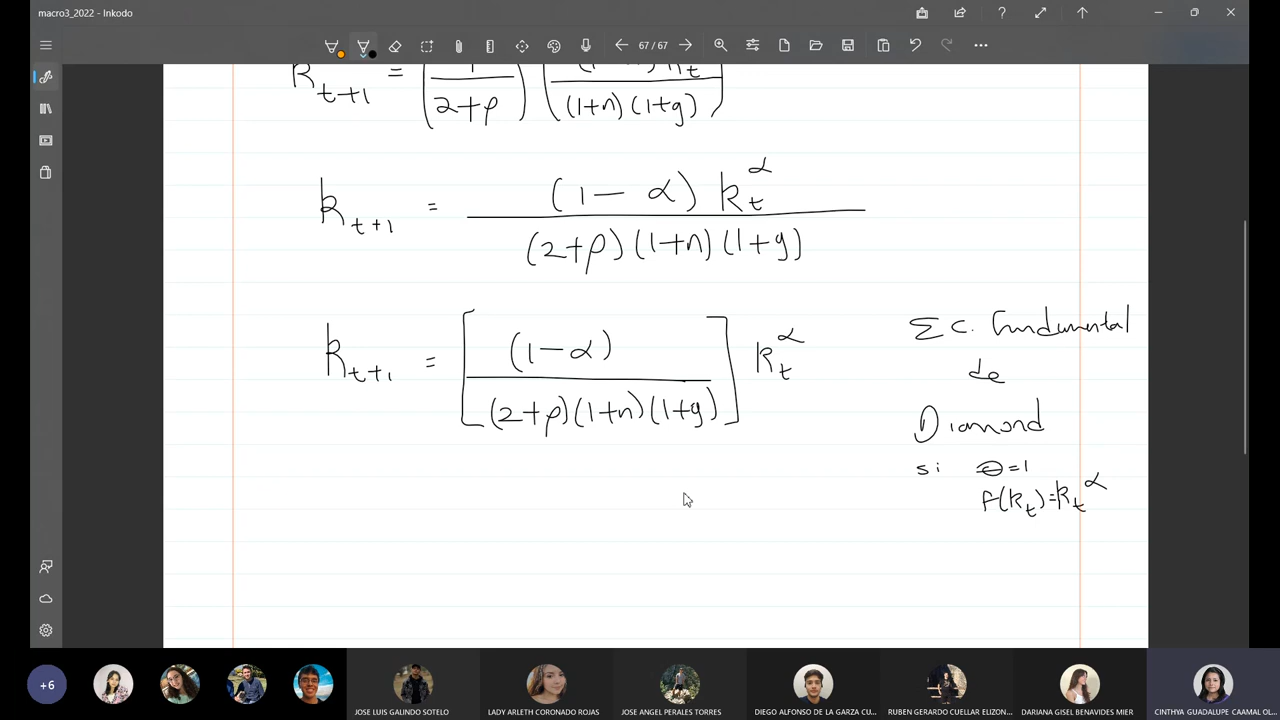 macro3_2022 - Inkodo
67 / 67
k_{t+1} = (1/(2+ρ)) ( k_t / (1+n)(1+g) )
k_{t+1} = (1 - α) k_t^α / (2+ρ)(1+n)(1+g)
k_{t+1} = [ (1-α) / (2+ρ)(1+n)(1+g) ] k_t^α
Ec. fundamental
de
Diamond
si θ=1
f(k_t)=k_t^α
+6
JOSE LUIS GALINDO SOTELO
LADY ARLETH CORONADO ROJAS
JOSE ANGEL PERALES TORRES
DIEGO ALFONSO DE LA GARZA CU...
RUBEN GERARDO CUELLAR ELIZON...
DARIANA GISEL BENAVIDES MIER
CINTHYA GUADALUPE CAAMAL OL...